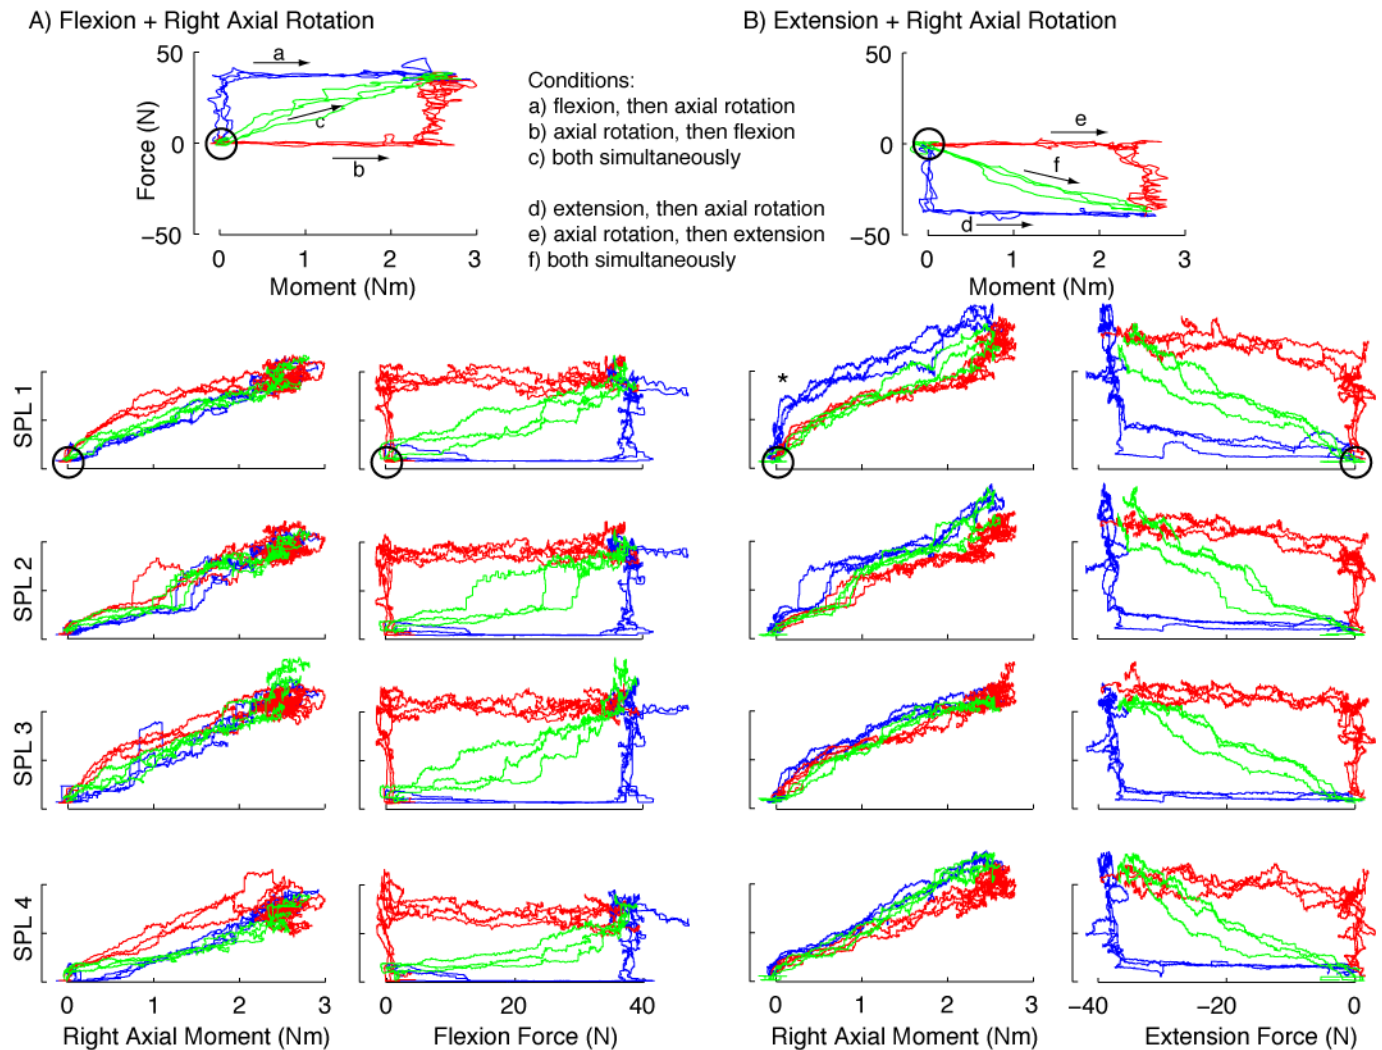 A) Flexion + Right Axial Rotation
B) Extension + Right Axial Rotation
50
0
−50
Force (N)
a
c
b
0 1 2 3
Moment (Nm)
Conditions:
a) flexion, then axial rotation
b) axial rotation, then flexion
c) both simultaneously
d) extension, then axial rotation
e) axial rotation, then extension
f) both simultaneously
50
0
−50
e
f
d
0 1 2 3
Moment (Nm)
SPL 1
*
SPL 2
SPL 3
SPL 4
0 1 2 3
Right Axial Moment (Nm)
0 20 40
Flexion Force (N)
0 1 2 3
Right Axial Moment (Nm)
−40 −20 0
Extension Force (N)